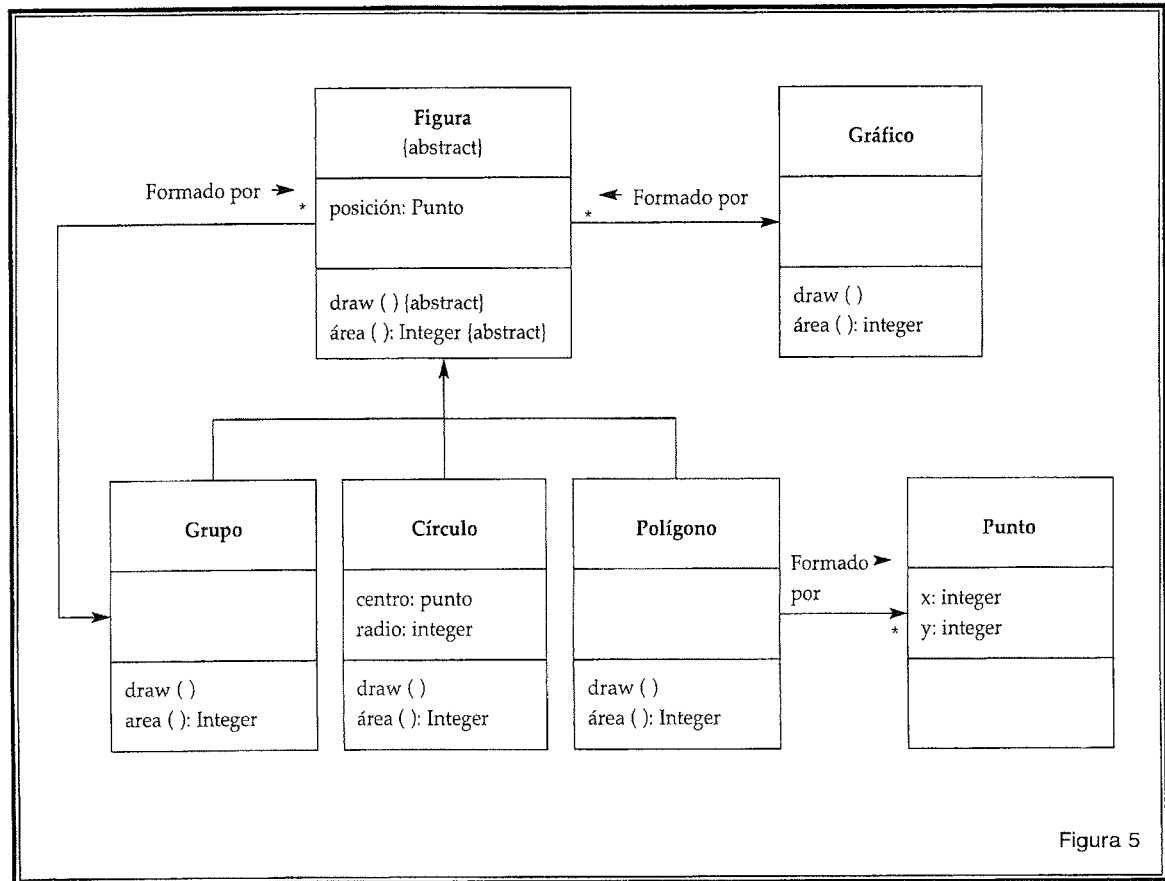 Figura
{abstract}
posición: Punto
draw ( ) {abstract}
área ( ): Integer {abstract}
Gráfico
draw ( )
área ( ): integer
Formado por
*
Formado por
*
Grupo
draw ( )
area ( ): Integer
Círculo
centro: punto
radio: integer
draw ( )
área ( ): Integer
Polígono
draw ( )
área ( ): Integer
Formado
por
*
Punto
x: integer
y: integer
Figura 5